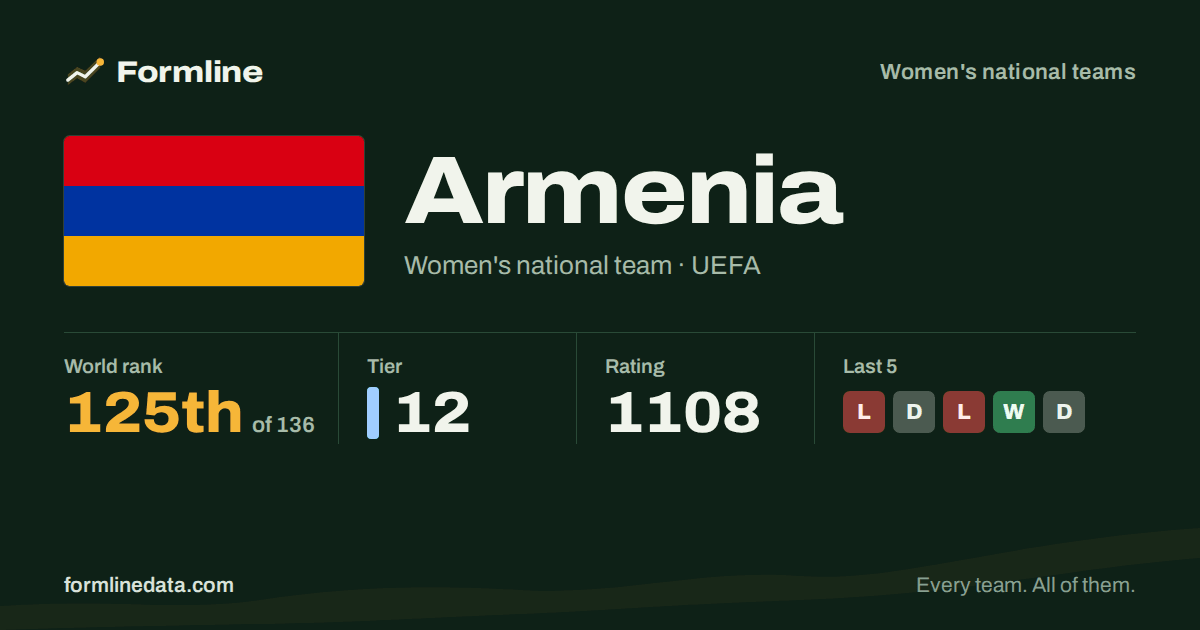 Formline
Women's national teams
Armenia
Women's national team · UEFA
World rank
125th of 136
Tier
12
Rating
1108
Last 5
L D L W D
formlinedata.com
Every team. All of them.